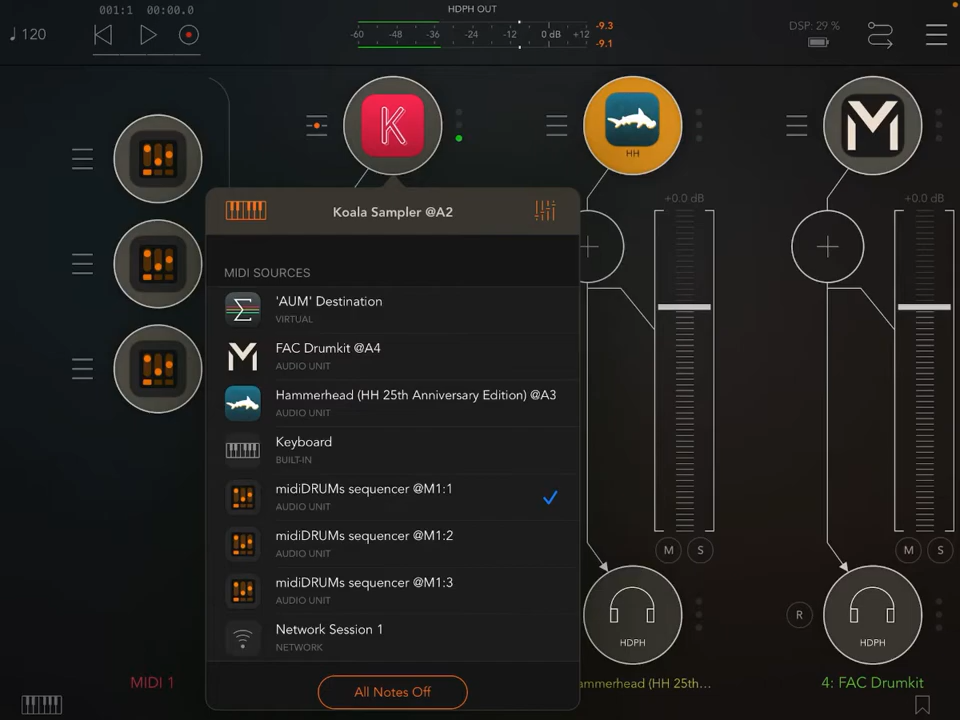 001:1 00:00.0
HDPH OUT
♩120
-60 -48 -36 -24 -12 0 dB +12
-9.3
-9.1
DSP: 29 %
K
HH
M
Koala Sampler @A2
+0.0 dB
+0.0 dB
MIDI SOURCES
'AUM' Destination
VIRTUAL
FAC Drumkit @A4
AUDIO UNIT
Hammerhead (HH 25th Anniversary Edition) @A3
AUDIO UNIT
Keyboard
BUILT-IN
midiDRUMs sequencer @M1:1
AUDIO UNIT
midiDRUMs sequencer @M1:2
AUDIO UNIT
midiDRUMs sequencer @M1:3
AUDIO UNIT
Network Session 1
NETWORK
All Notes Off
M S
M S
R
HDPH
HDPH
MIDI 1
ammerhead (HH 25th...
4: FAC Drumkit